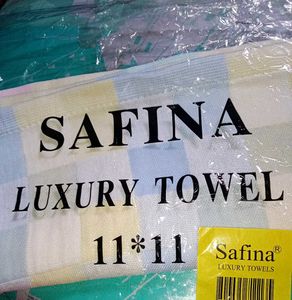 SAFINA
LUXURY TOWEL
11*11
Safina®
LUXURY TOWELS